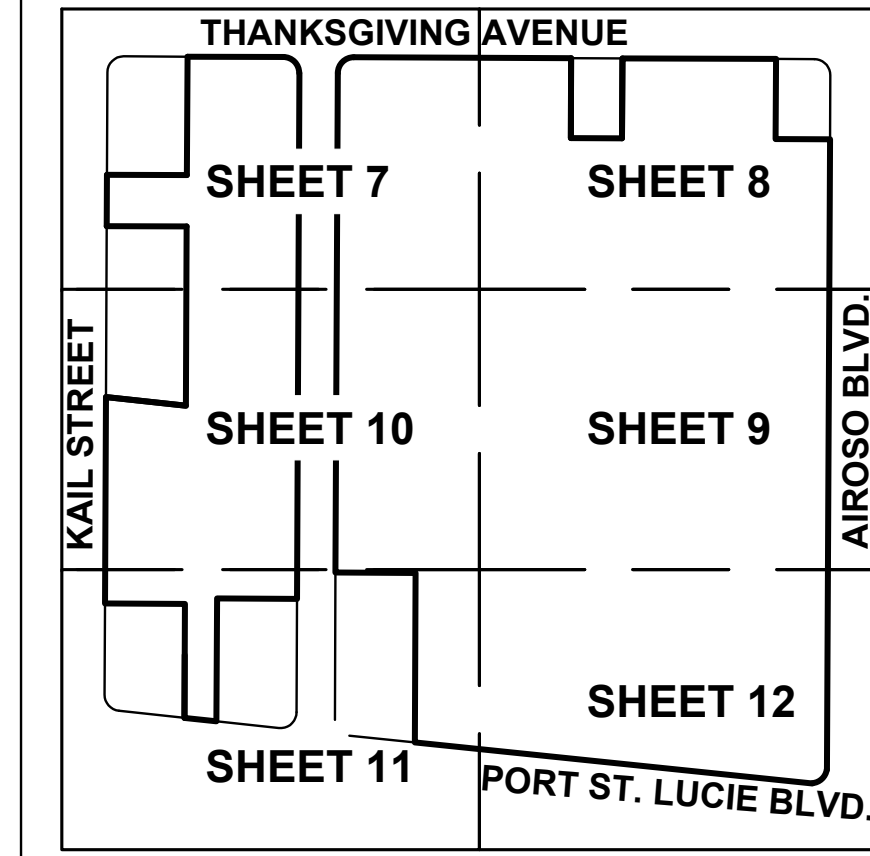 THANKSGIVING AVENUE
SHEET 7
SHEET 8
KAIL STREET
SHEET 10
SHEET 9
AIROSO BLVD.
SHEET 12
SHEET 11
PORT ST. LUCIE BLVD.